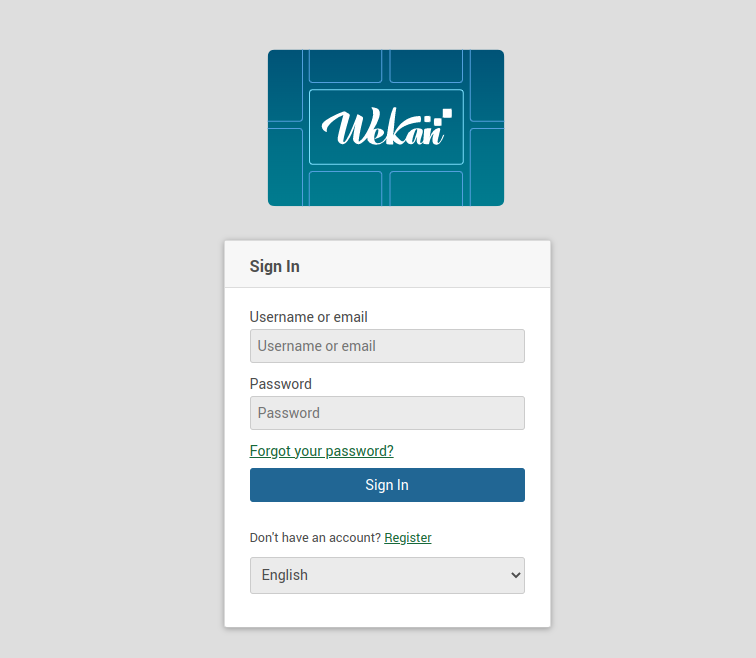 Wekan
Sign In
Username or email
Username or email
Password
Password
Forgot your password?
Sign In
Don't have an account? Register
English